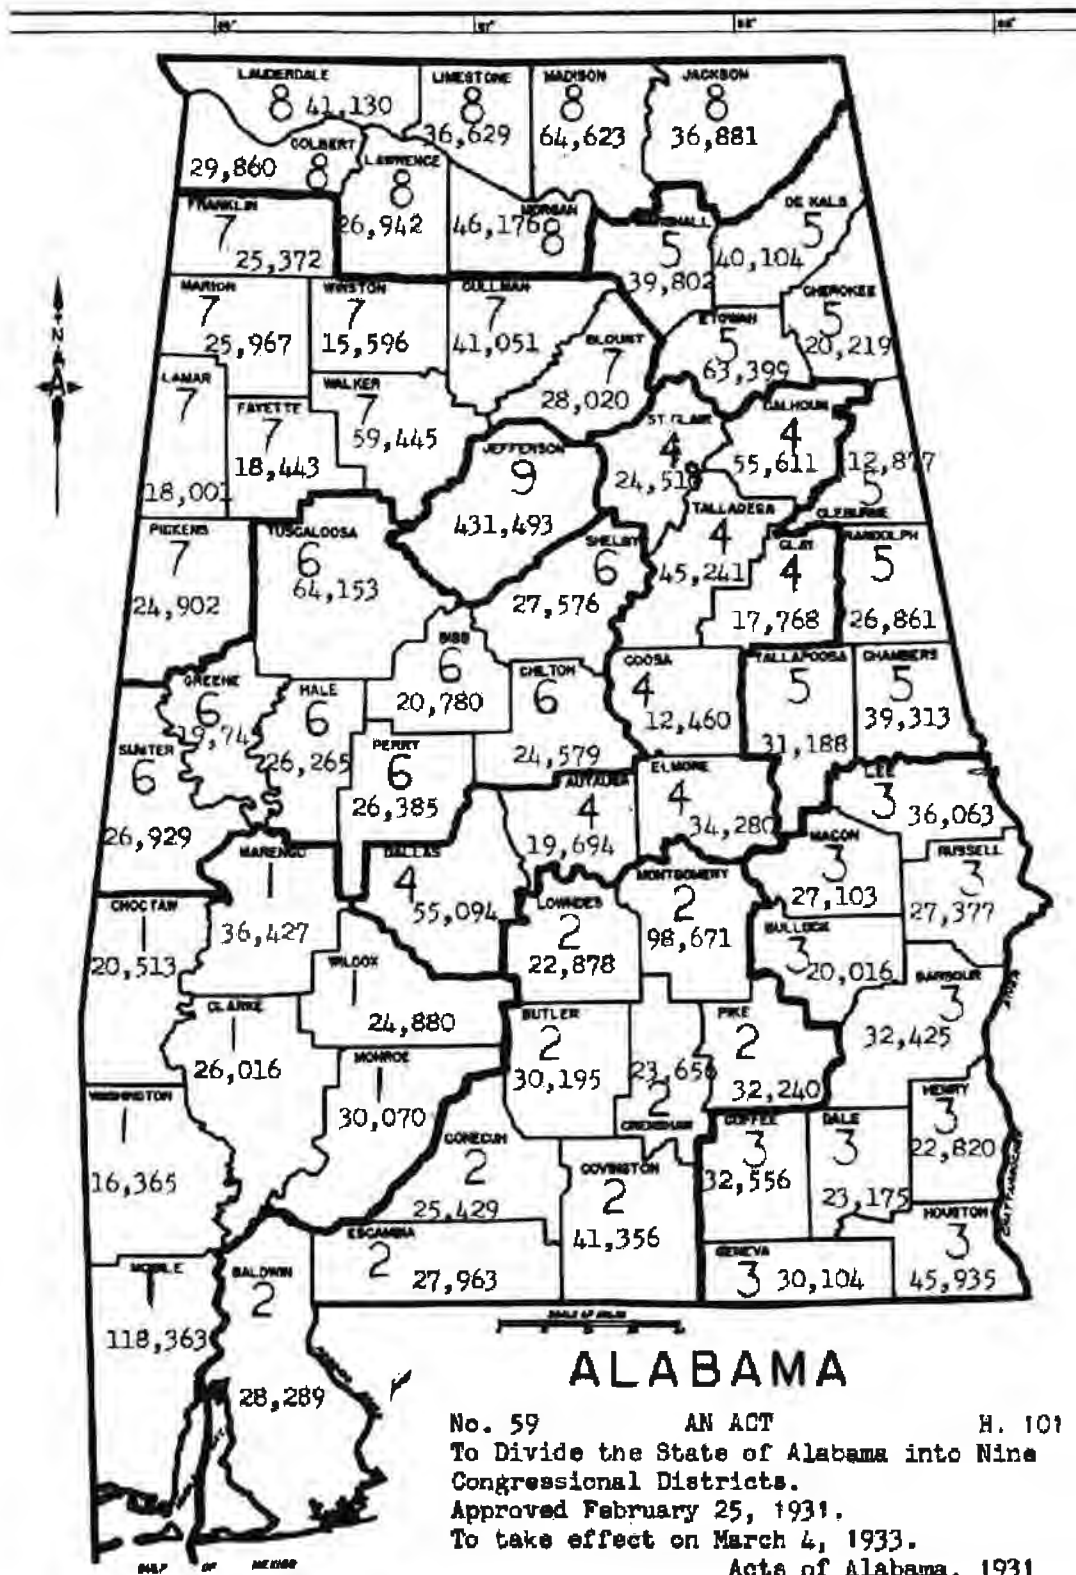 86°
87°
88°
89°
LAUDERDALE
8 41,130
LIMESTONE
8
36,629
MADISON
8
64,623
JACKSON
8
36,881
COLBERT
29,860 8
LAWRENCE
8
26,942
MORGAN
46,176 8
FRANKLIN
7
25,372
5
39,802
DE KALB
5
40,104
CHEROKEE
5
20,219
MARION
7
25,967
WINSTON
7
15,596
CULLMAN
7
41,051
BLOUNT
7
28,020
ETOWAH
5
63,399
LAMAR
7
18,001
FAYETTE
7
18,443
WALKER
7
59,445
JEFFERSON
9
431,493
ST. CLAIR
4
CALHOUN
4
55,611
12,877
5
CLEBURNE
PICKENS
7
24,902
TUSCALOOSA
6
64,153
SHELBY
6
27,576
TALLADEGA
4
45,241
CLAY
4
17,768
RANDOLPH
5
26,861
GREENE
6
HALE
6
26,265
BIBB
6
20,780
CHILTON
6
24,579
COOSA
4
12,460
TALLAPOOSA
5
31,188
CHAMBERS
5
39,313
SUMTER
6
26,929
PERRY
6
26,385
AUTAUGA
4
19,694
ELMORE
4
34,280
LEE
3
36,063
MARENGO
1
36,427
DALLAS
4
55,094
LOWNDES
2
22,878
MONTGOMERY
2
98,671
MACON
3
27,103
RUSSELL
3
27,377
CHOCTAW
1
20,513
WILCOX
1
24,880
BULLOCK
3
20,016
BARBOUR
3
32,425
CLARKE
1
26,016
MONROE
1
30,070
BUTLER
2
30,195
23,656
2
CRENSHAW
PIKE
2
32,240
HENRY
3
22,820
WASHINGTON
1
16,365
CONECUH
2
25,429
COVINGTON
2
41,356
COFFEE
3
32,556
DALE
3
23,175
HOUSTON
3
45,935
MOBILE
1
118,363
BALDWIN
2
28,289
ESCAMBIA
2 27,963
GENEVA
3 30,104
CHATTAHOOCHEE
RIVER
SCALE OF MILES
GULF OF MEXICO
ALABAMA
No. 59 AN ACT H. 101
To Divide the State of Alabama into Nine
Congressional Districts.
Approved February 25, 1931.
To take effect on March 4, 1933.
Acts of Alabama, 1931